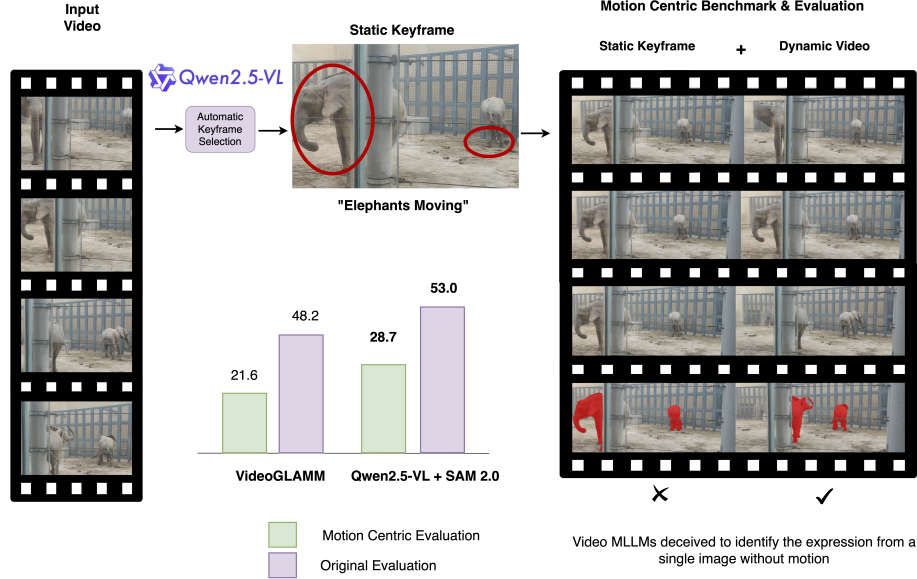 Input
Video
Qwen2.5-VL
Automatic
Keyframe
Selection
Static Keyframe
"Elephants Moving"
Motion Centric Benchmark & Evaluation
Static Keyframe + Dynamic Video
53.0
48.2
28.7
21.6
VideoGLAMM
Qwen2.5-VL + SAM 2.0
Motion Centric Evaluation
Original Evaluation
Video MLLMs deceived to identify the expression from a
single image without motion